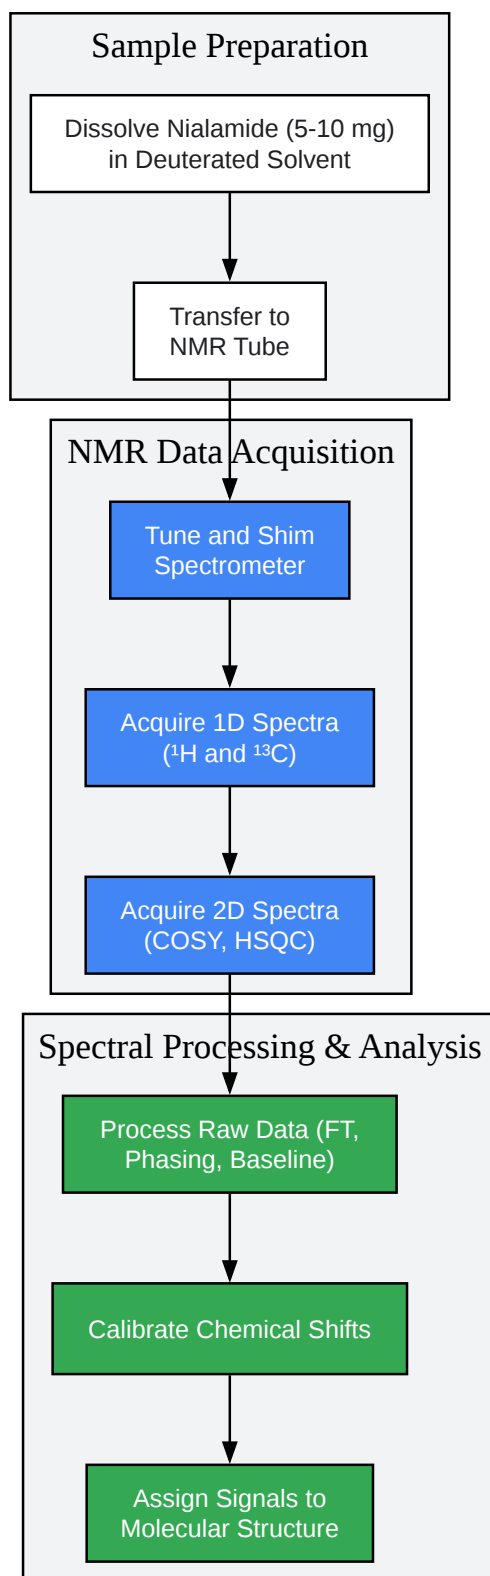 Sample Preparation
Dissolve Nialamide (5-10 mg)
in Deuterated Solvent
Transfer to
NMR Tube
NMR Data Acquisition
Tune and Shim
Spectrometer
Acquire 1D Spectra
(¹H and ¹³C)
Acquire 2D Spectra
(COSY, HSQC)
Spectral Processing & Analysis
Process Raw Data (FT,
Phasing, Baseline)
Calibrate Chemical Shifts
Assign Signals to
Molecular Structure